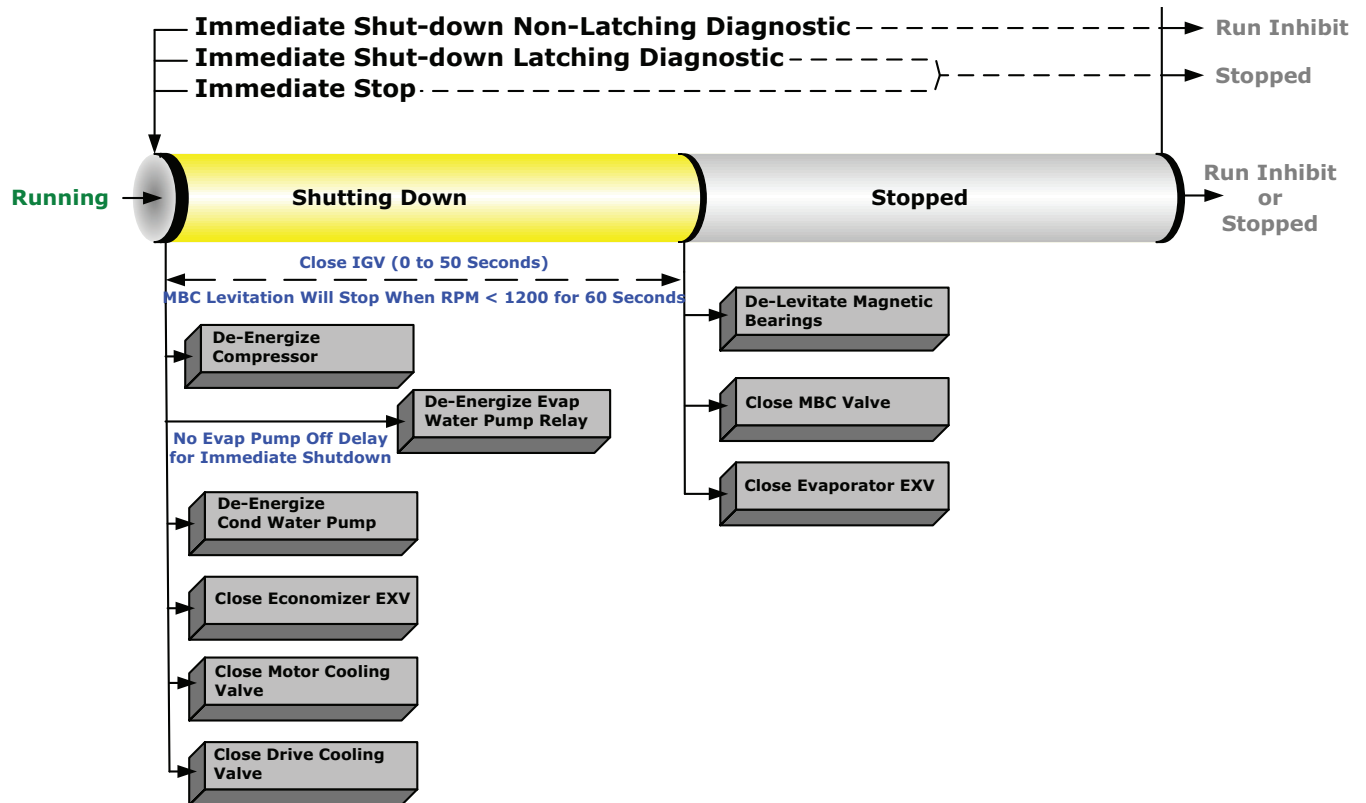 Immediate Shut-down Non-Latching Diagnostic
Run Inhibit
Immediate Shut-down Latching Diagnostic
Stopped
Immediate Stop
Running
Shutting Down
Stopped
Run Inhibit
or
Stopped
Close IGV (0 to 50 Seconds)
MBC Levitation Will Stop When RPM < 1200 for 60 Seconds
De-Energize
Compressor
De-Energize Evap
Water Pump Relay
No Evap Pump Off Delay
for Immediate Shutdown
De-Energize
Cond Water Pump
Close Economizer EXV
Close Motor Cooling
Valve
Close Drive Cooling
Valve
De-Levitate Magnetic
Bearings
Close MBC Valve
Close Evaporator EXV